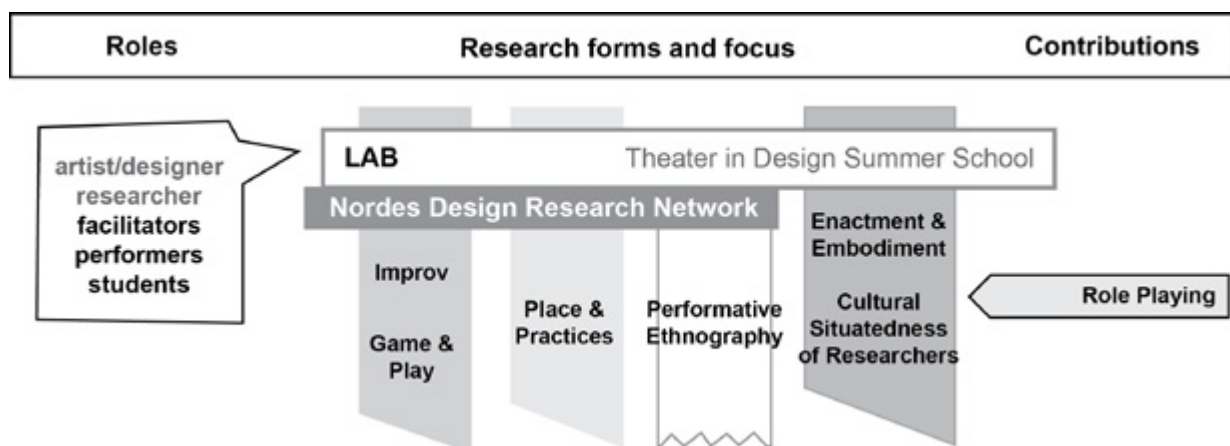 Roles
Research forms and focus
Contributions
artist/designer
researcher
facilitators
performers
students
LAB
Theater in Design Summer School
Nordes Design Research Network
Improv
Game &
Play
Place &
Practices
Performative
Ethnography
Enactment &
Embodiment
Cultural
Situatedness
of Researchers
Role Playing